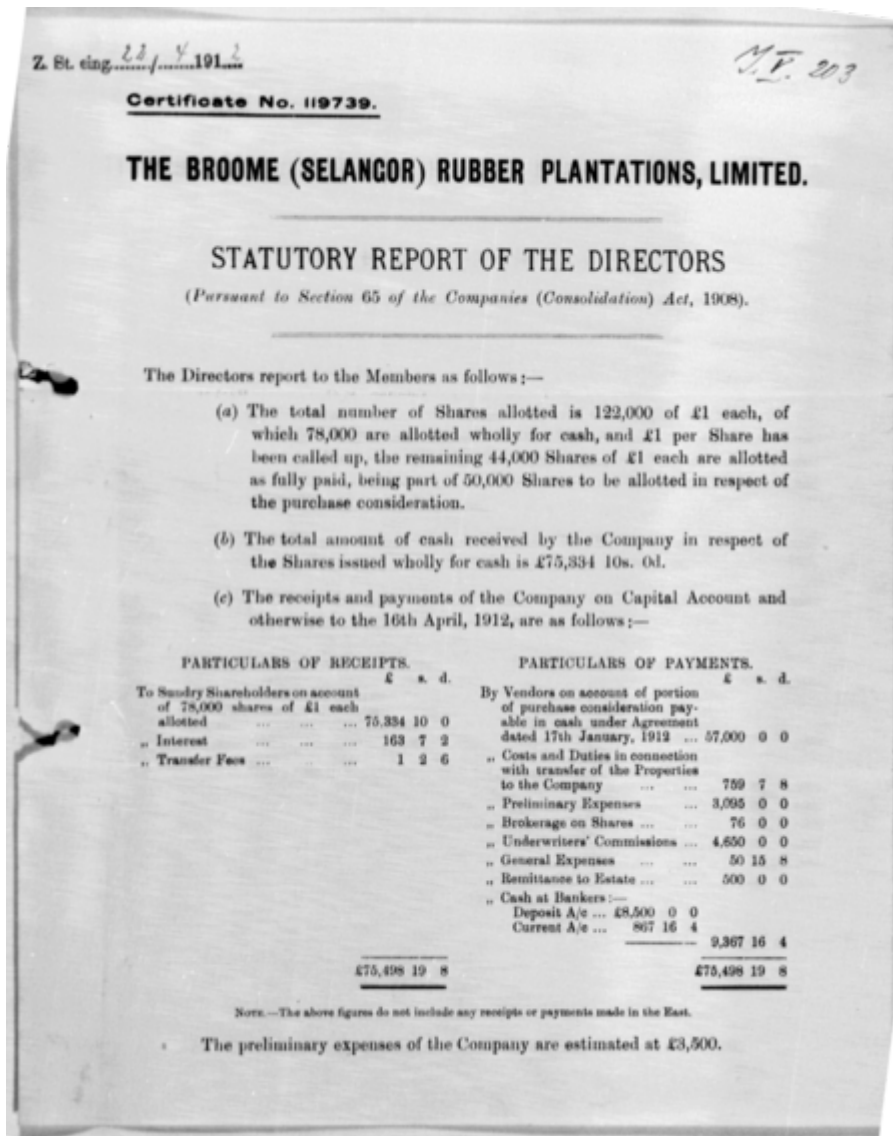 Z. St. eing. 22/4 1912
J.V. 203
Certificate No. 119739.
THE BROOME (SELANGOR) RUBBER PLANTATIONS, LIMITED.
STATUTORY REPORT OF THE DIRECTORS
(Pursuant to Section 65 of the Companies (Consolidation) Act, 1908).
The Directors report to the Members as follows:—
(a) The total number of Shares allotted is 122,000 of £1 each, of
which 78,000 are allotted wholly for cash, and £1 per Share has
been called up, the remaining 44,000 Shares of £1 each are allotted
as fully paid, being part of 50,000 Shares to be allotted in respect of
the purchase consideration.
(b) The total amount of cash received by the Company in respect of
the Shares issued wholly for cash is £75,334 10s. 0d.
(c) The receipts and payments of the Company on Capital Account and
otherwise to the 16th April, 1912, are as follows:—
PARTICULARS OF RECEIPTS.
£ s. d.
To Sundry Shareholders on account
of 78,000 shares of £1 each
allotted ... ... ... 75,334 10 0
„ Interest ... ... ... 163 7 2
„ Transfer Fees ... ... ... 1 2 6
£75,498 19 8
PARTICULARS OF PAYMENTS.
£ s. d.
By Vendors on account of portion
of purchase consideration pay-
able in cash under Agreement
dated 17th January, 1912 ... 57,000 0 0
„ Costs and Duties in connection
with transfer of the Properties
to the Company ... ... 759 7 8
„ Preliminary Expenses ... 3,095 0 0
„ Brokerage on Shares ... ... 76 0 0
„ Underwriters' Commissions ... 4,650 0 0
„ General Expenses ... ... 50 15 8
„ Remittance to Estate ... ... 500 0 0
„ Cash at Bankers:—
Deposit A/c ... £8,500 0 0
Current A/c ... 867 16 4
9,367 16 4
£75,498 19 8
NOTE.—The above figures do not include any receipts or payments made in the East.
The preliminary expenses of the Company are estimated at £3,500.